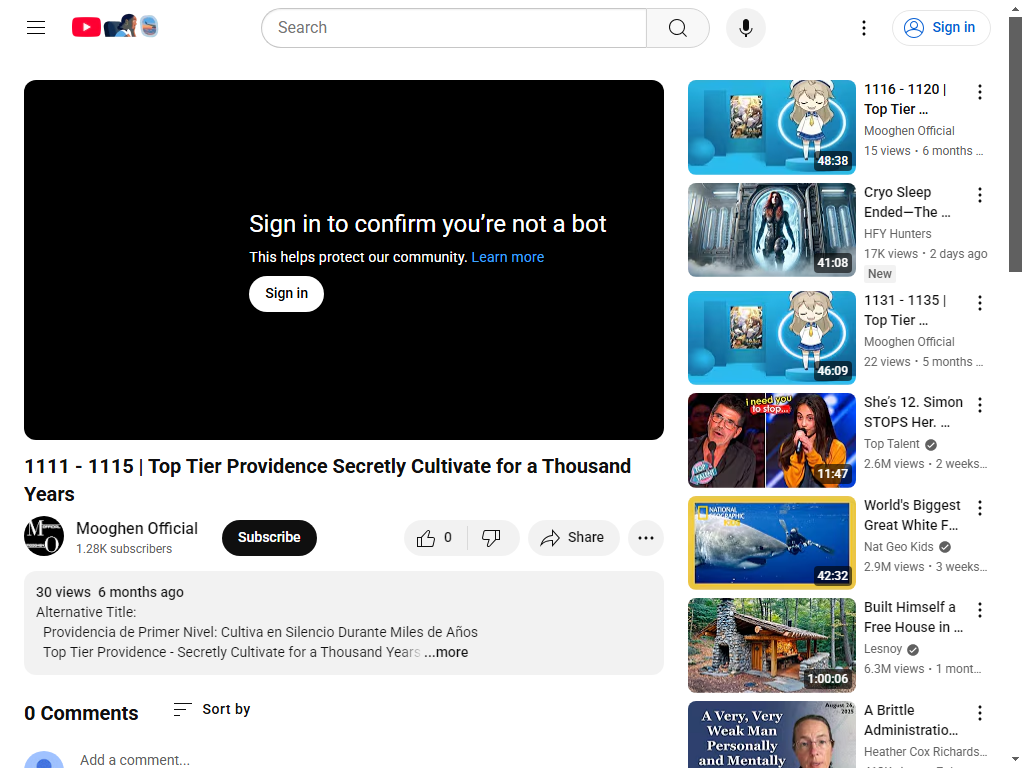 Search
Sign in
Sign in to confirm you’re not a bot
This helps protect our community. Learn more
Sign in
1111 - 1115 | Top Tier Providence Secretly Cultivate for a Thousand
Years
Mooghen Official
1.28K subscribers
Subscribe
0
Share
30 views 6 months ago
Alternative Title:
Providencia de Primer Nivel: Cultiva en Silencio Durante Miles de Años
Top Tier Providence - Secretly Cultivate for a Thousand Years ...more
0 Comments
Sort by
Add a comment...
48:38
1116 - 1120 |
Top Tier ...
Mooghen Official
15 views • 6 months ...
41:08
Cryo Sleep
Ended—The ...
HFY Hunters
17K views • 2 days ago
New
46:09
1131 - 1135 |
Top Tier ...
Mooghen Official
22 views • 5 months ...
i need you
to stop...
TOP
TALENT
11:47
She’s 12. Simon
STOPS Her. ...
Top Talent
2.6M views • 2 weeks...
NATIONAL
GEOGRAPHIC
KIDS
42:32
World's Biggest
Great White F...
Nat Geo Kids
2.9M views • 3 weeks...
1:00:06
Built Himself a
Free House in ...
Lesnoy
6.3M views • 1 mont...
August 26,
2025
A Very, Very
Weak Man
Personally
and Mentally
A Brittle
Administratio...
Heather Cox Richards...